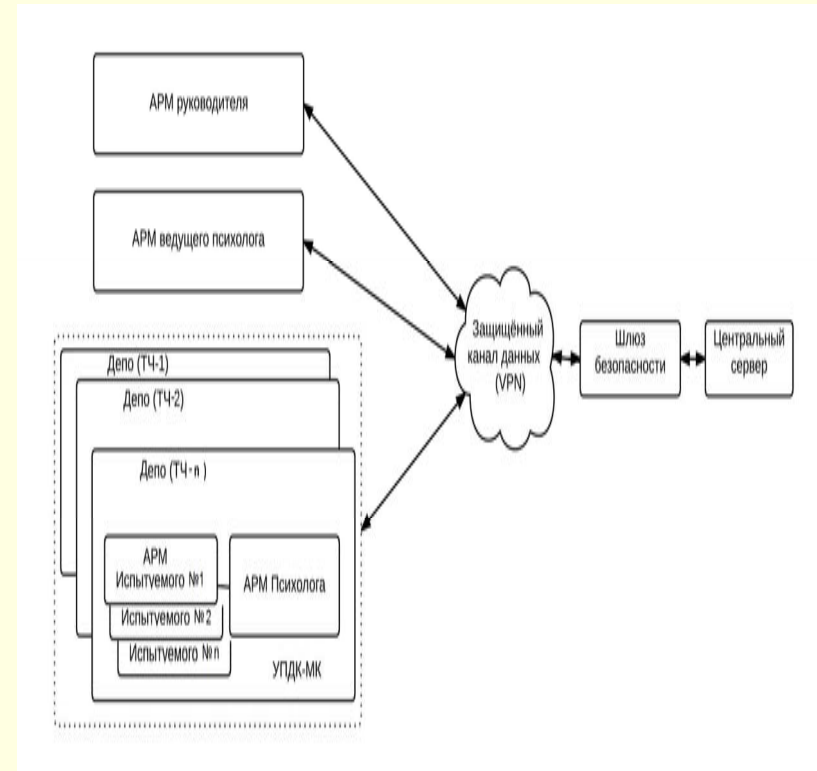 АРМ руководителя
АРМ ведущего психолога
Депо (ТЧ-1)
Депо (ТЧ-2)
Депо (ТЧ-n )
АРМ
Испытуемого №1
Испытуемого №2
Испытуемого №n
АРМ Психолога
УПДК-МК
Защищённый
канал данных
(VPN)
Шлюз
безопасности
Центральный
сервер